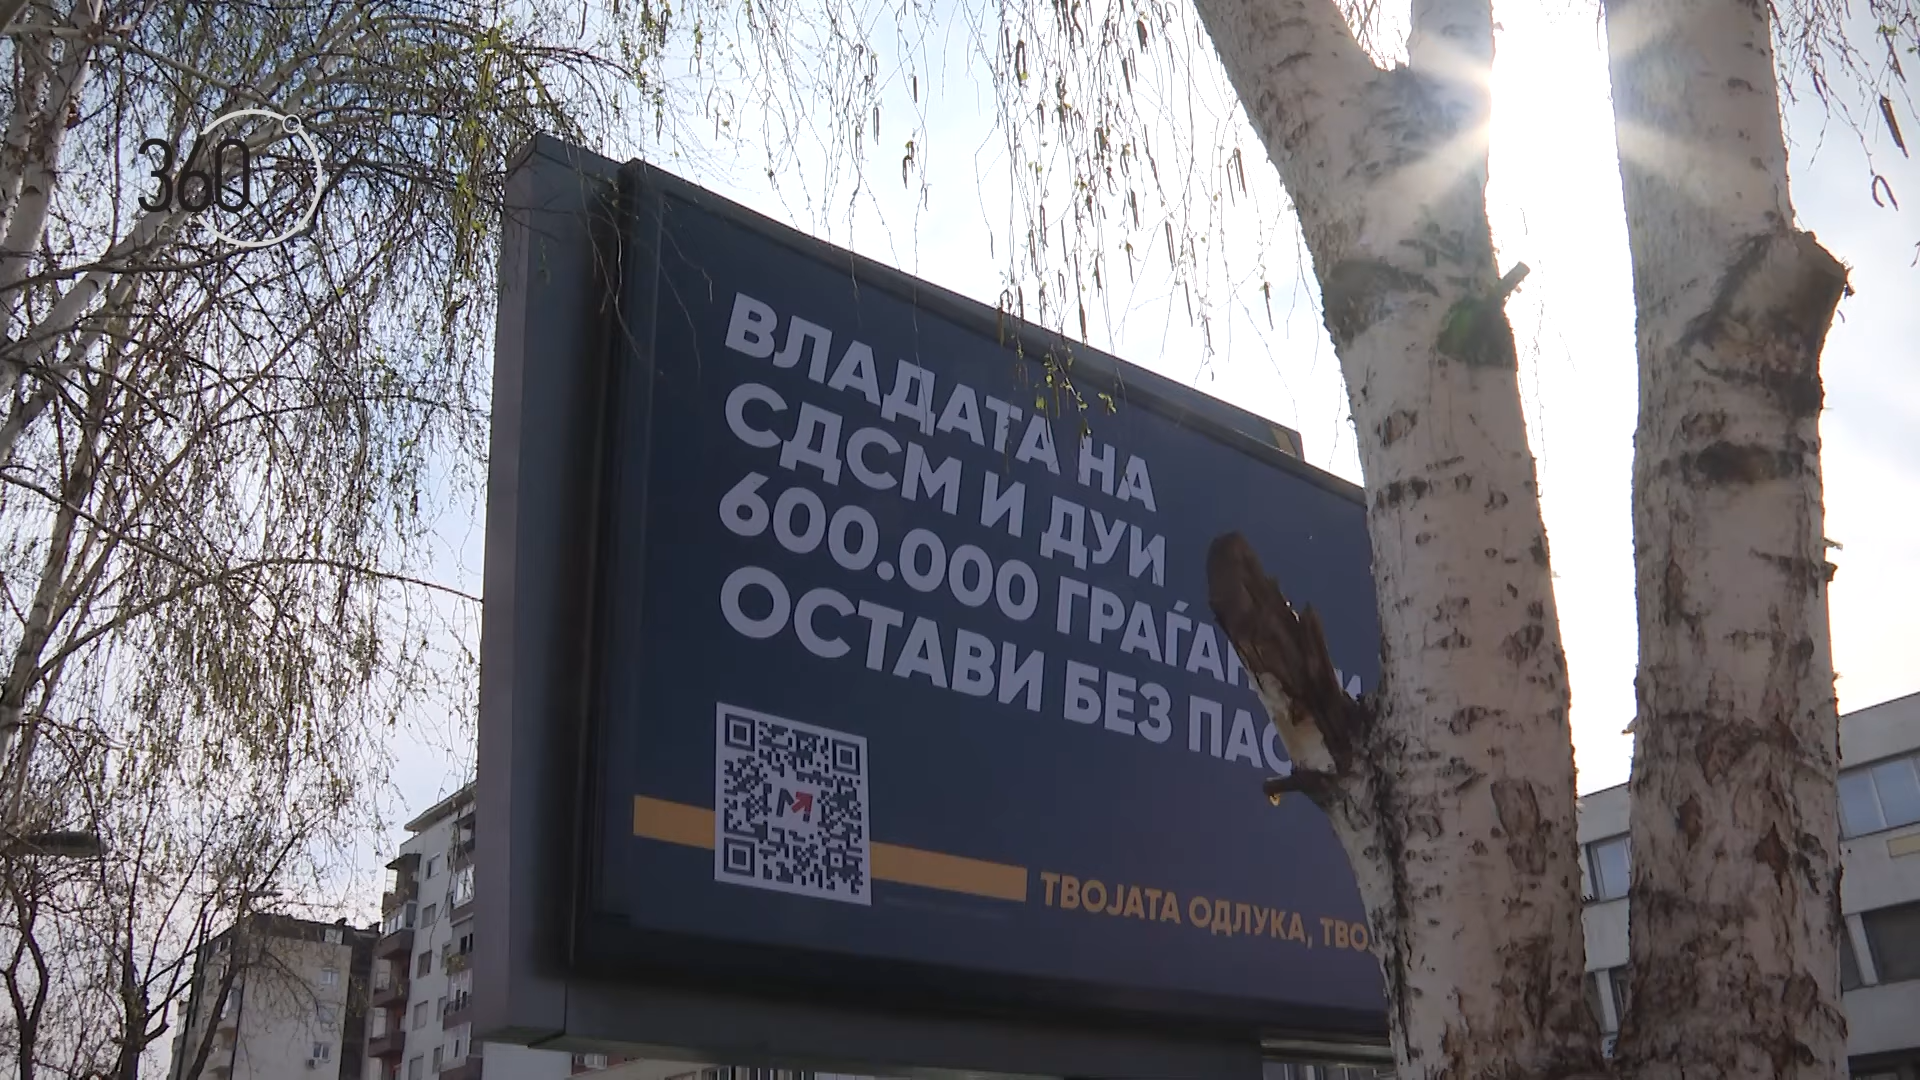 360
ВЛАДАТА НА
СДСМ И ДУИ
600.000
ОСТАВИ БЕЗ
ТВОЈАТА ОДЛУКА,